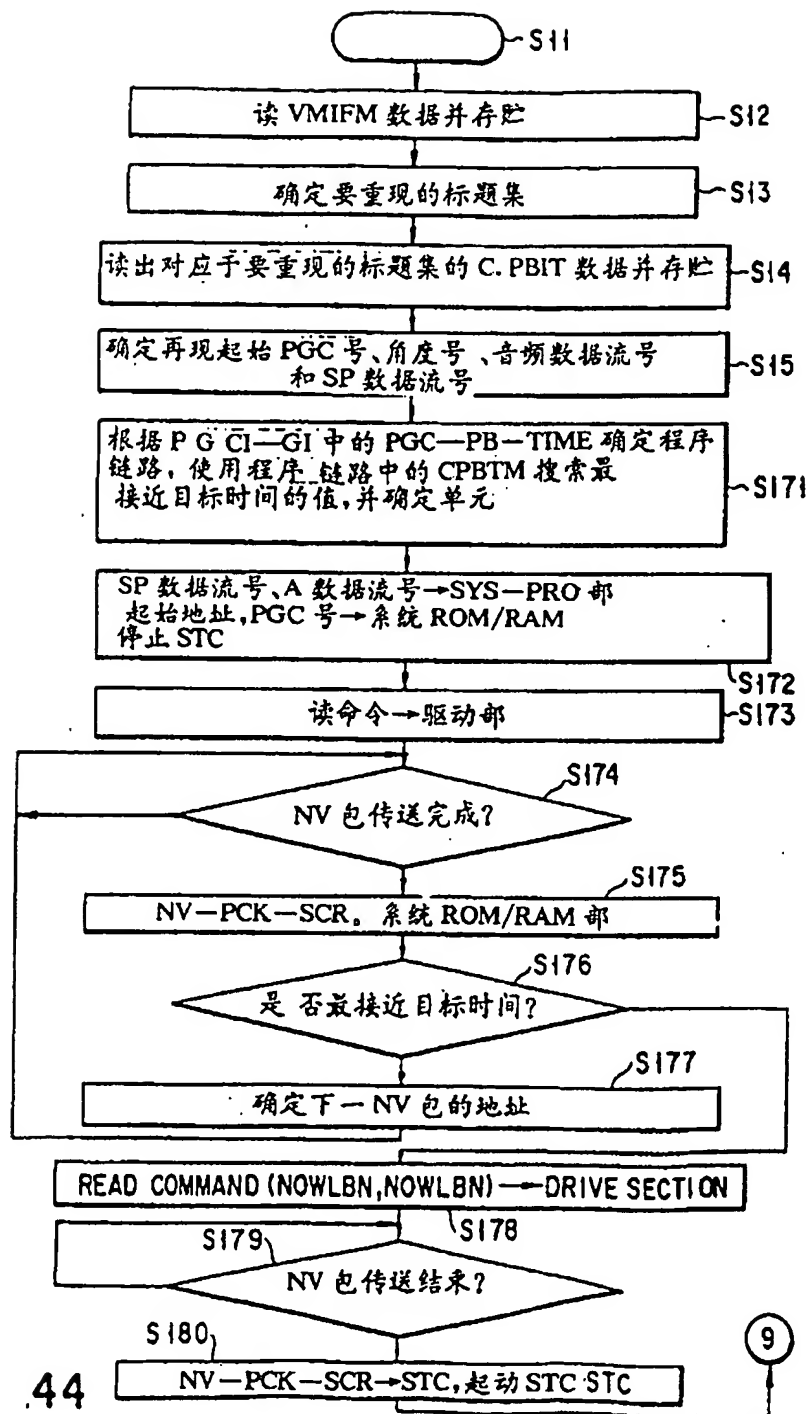 S11
读 VMIFM 数据并存贮
S12
确定要重现的标题集
S13
读出对应于要重现的标题集的 C.PBIT 数据并存贮
S14
确定再现起始 PGC 号、角度号、音频数据流号
和 SP 数据流号
S15
根据 P G CI—GI 中的 PGC—PB—TIME 确定程序
链路,使用程序 链路中的 CPBTM 搜索最
接近目标时间的值,并确定单元
S171
SP 数据流号、A 数据流号→SYS—PRO 部
起始地址,PGC 号→系统 ROM/RAM
停止 STC
S172
读命令→驱动部
S173
S174
NV 包传送完成?
S175
NV—PCK—SCR。系统 ROM/RAM 部
S176
是 否最接近目标时间?
S177
确定下一 NV 包的地址
READ COMMAND (NOWLBN,NOWLBN)→DRIVE SECTION
S178
S179
NV 包传送结束?
S180
NV—PCK—SCR→STC,起动 STC STC
9
.44